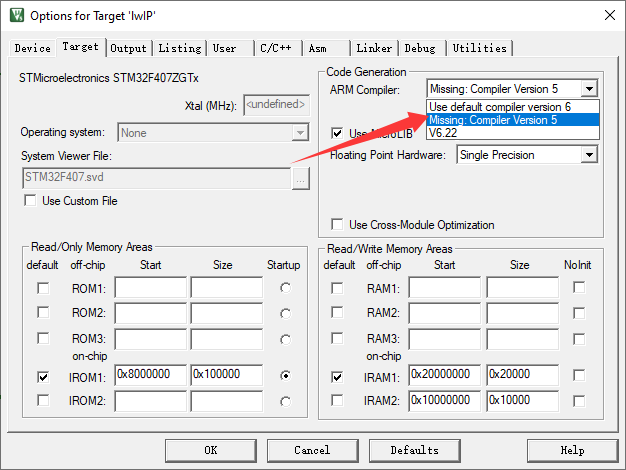 Options for Target 'lwIP'
Device Target Output Listing User C/C++ Asm Linker Debug Utilities
STMicroelectronics STM32F407ZGTx
Xtal (MHz): <undefined>
Operating system: None
System Viewer File:
STM32F407.svd ...
Use Custom File
Code Generation
ARM Compiler: Missing: Compiler Version 5
Use default compiler version 6
Missing: Compiler Version 5
V6.22
Use MicroLIB
Floating Point Hardware: Single Precision
Use Cross-Module Optimization
Read/Only Memory Areas
default off-chip Start Size Startup
ROM1:
ROM2:
ROM3:
on-chip
IROM1: 0x8000000 0x100000
IROM2:
Read/Write Memory Areas
default off-chip Start Size NoInit
RAM1:
RAM2:
RAM3:
on-chip
IRAM1: 0x20000000 0x20000
IRAM2: 0x10000000 0x10000
OK Cancel Defaults Help